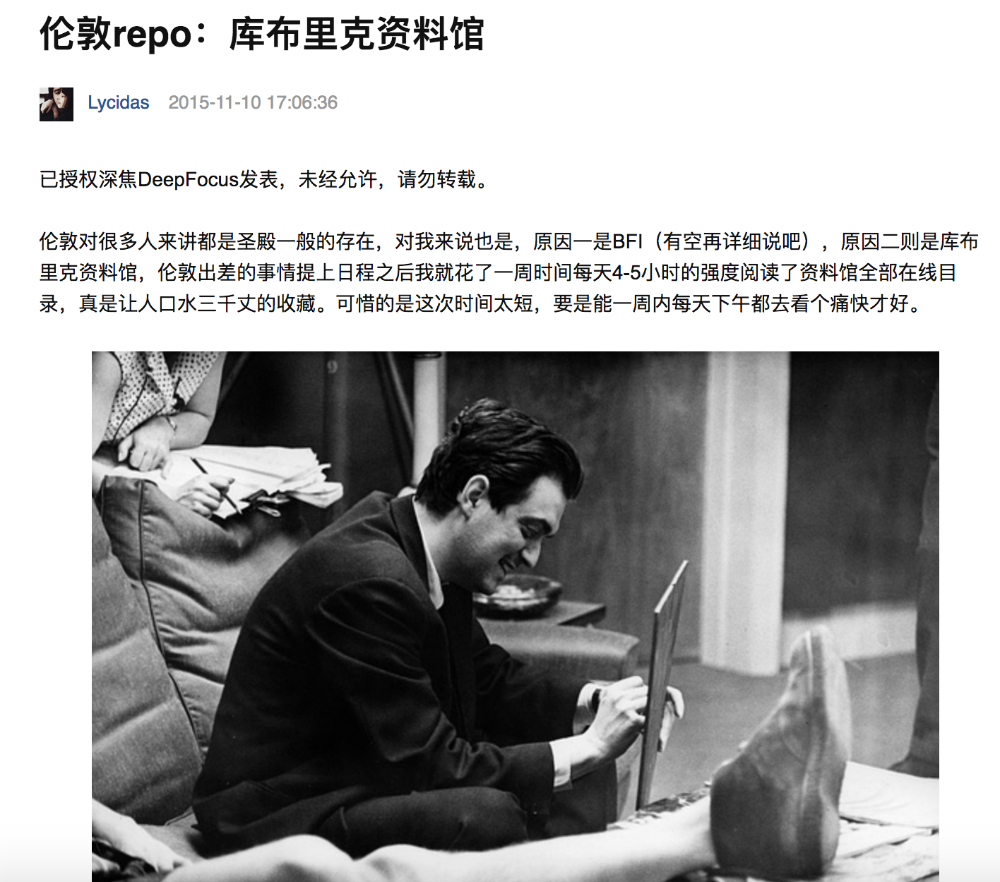 伦敦repo：库布里克资料馆
Lycidas 2015-11-10 17:06:36
已授权深焦DeepFocus发表，未经允许，请勿转载。
伦敦对很多人来讲都是圣殿一般的存在，对我来说也是，原因一是BFI（有空再详细说吧），原因二则是库布
里克资料馆，伦敦出差的事情提上日程之后我就花了一周时间每天4-5小时的强度阅读了资料馆全部在线目
录，真是让人口水三千丈的收藏。可惜的是这次时间太短，要是能一周内每天下午都去看个痛快才好。